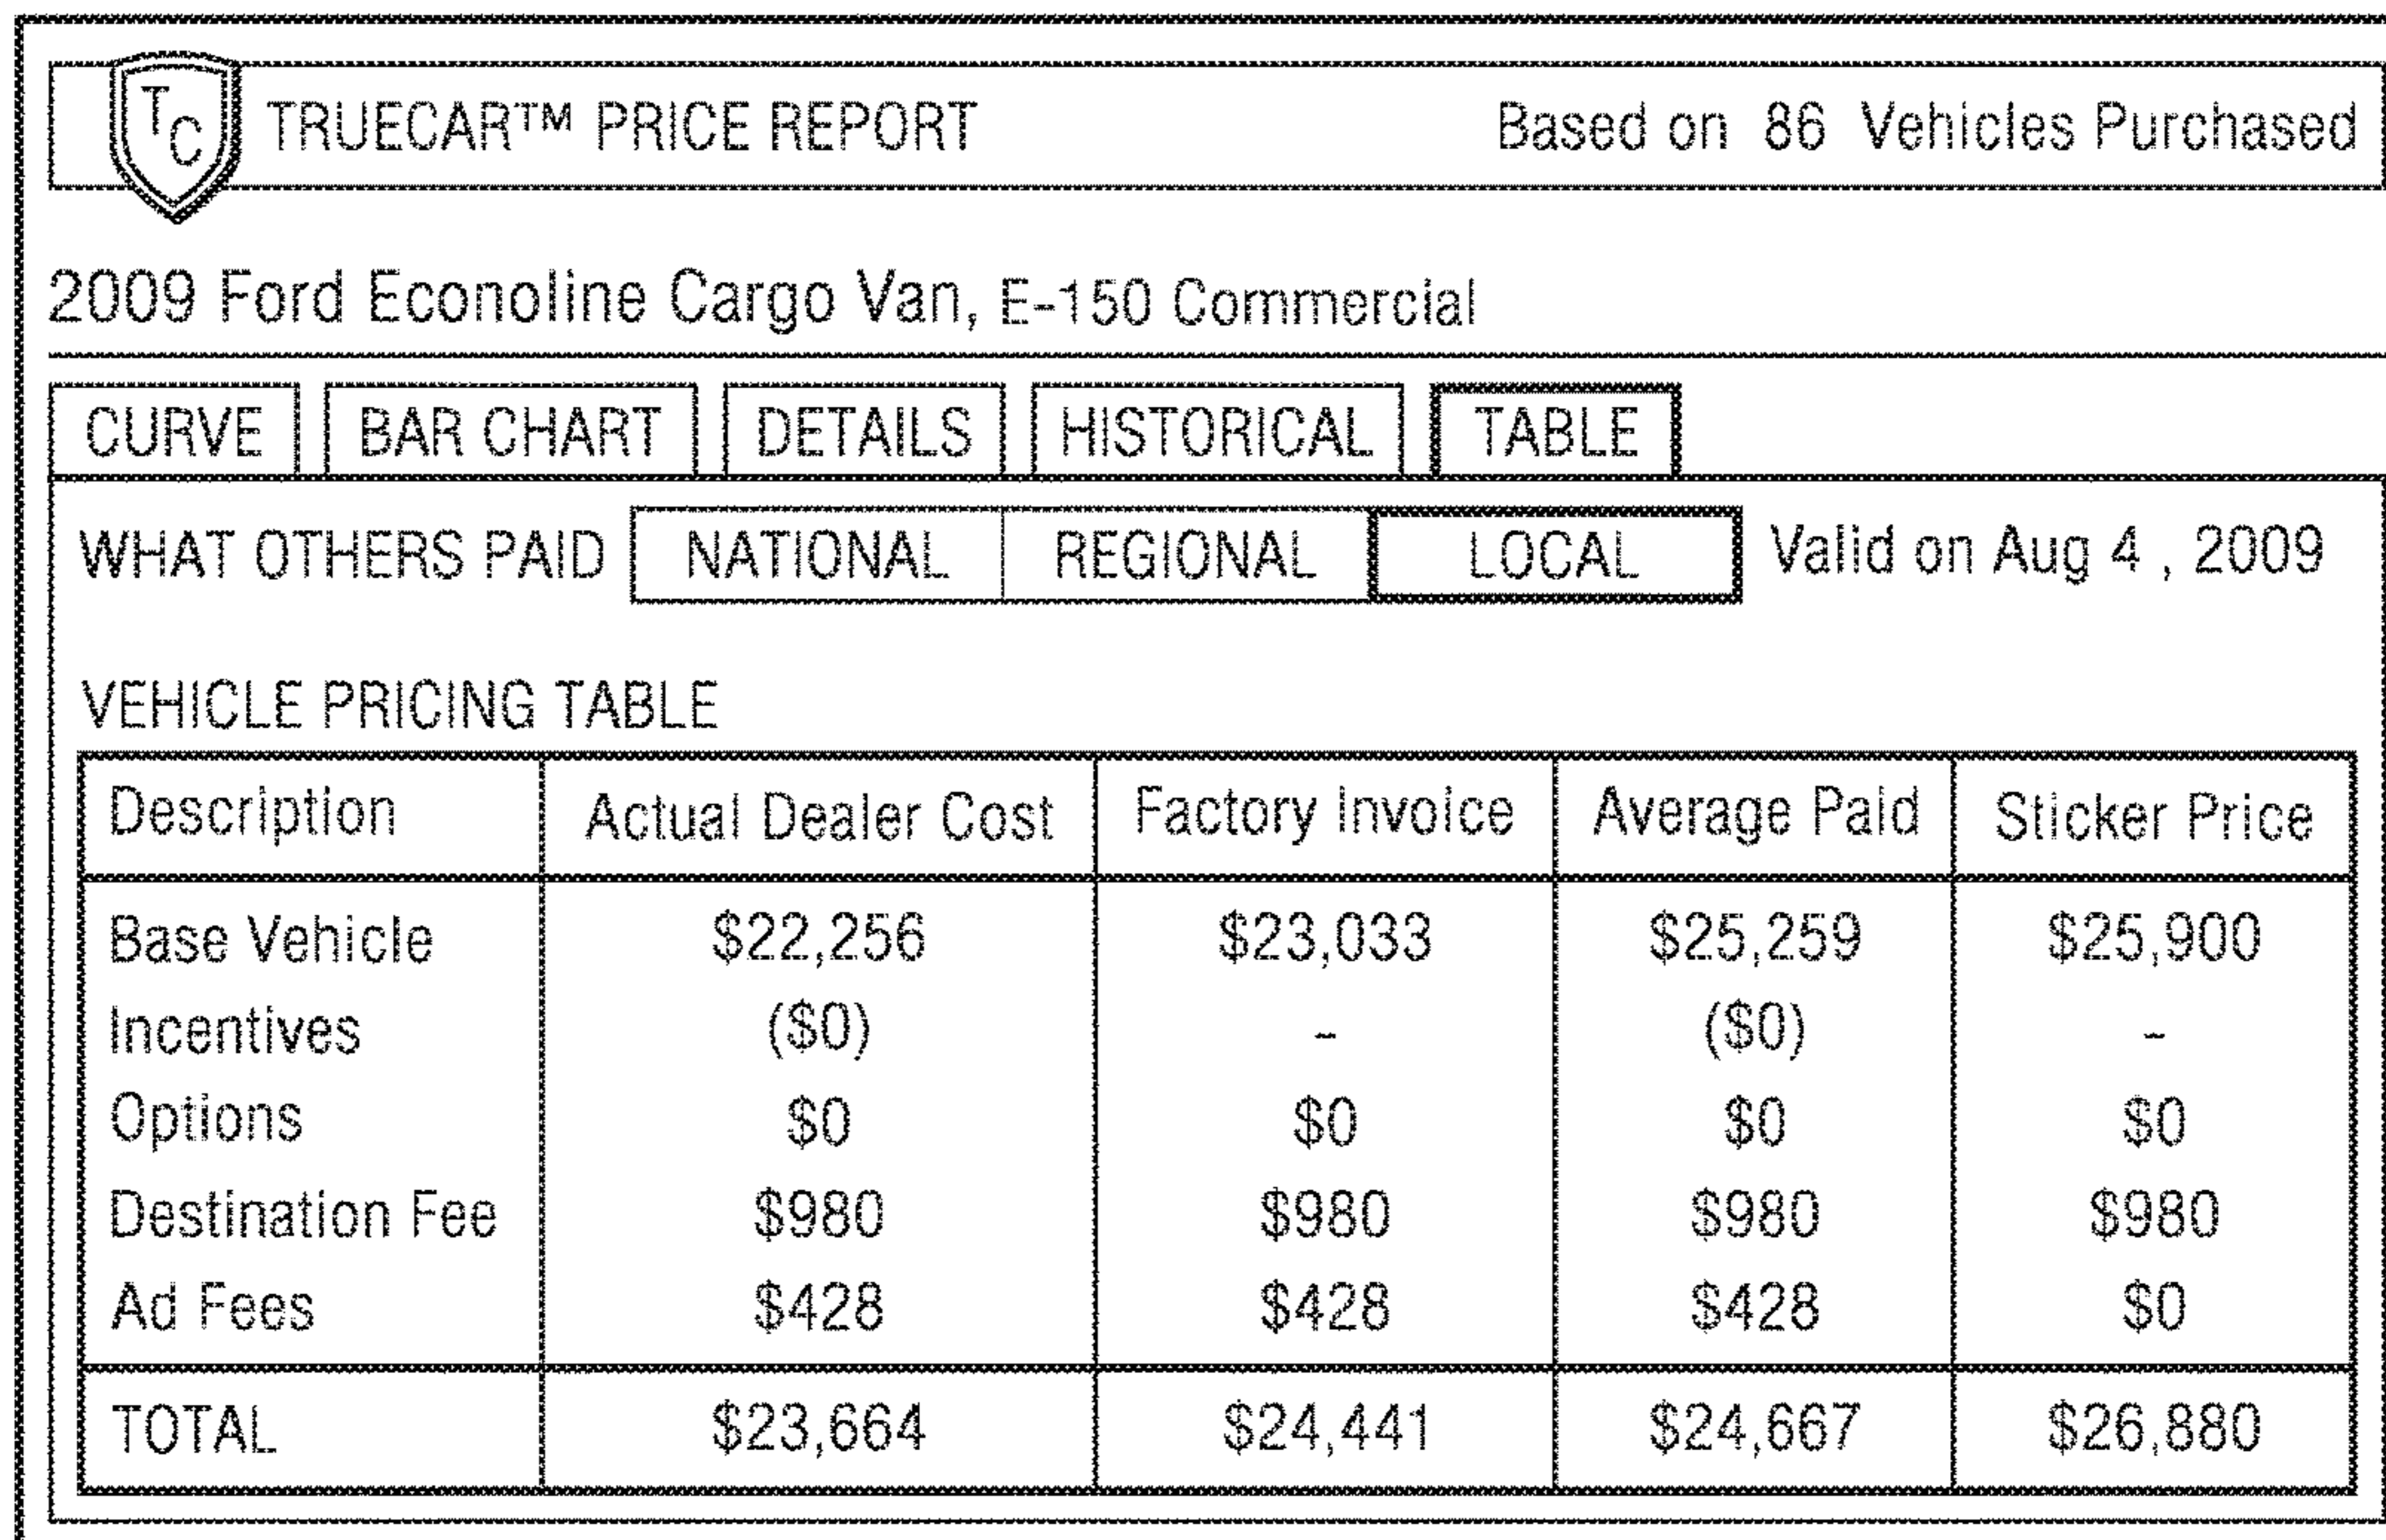 TC TRUECAR™ PRICE REPORT Based on 86 Vehicles Purchased
2009 Ford Econoline Cargo Van, E-150 Commercial
CURVE BAR CHART DETAILS HISTORICAL TABLE
WHAT OTHERS PAID NATIONAL REGIONAL LOCAL Valid on Aug 4 , 2009
VEHICLE PRICING TABLE
Description Actual Dealer Cost Factory Invoice Average Paid Sticker Price
Base Vehicle $22,256 $23,033 $25,259 $25,900
Incentives ($0) - ($0) -
Options $0 $0 $0 $0
Destination Fee $980 $980 $980 $980
Ad Fees $428 $428 $428 $0
TOTAL $23,664 $24,441 $24,667 $26,880